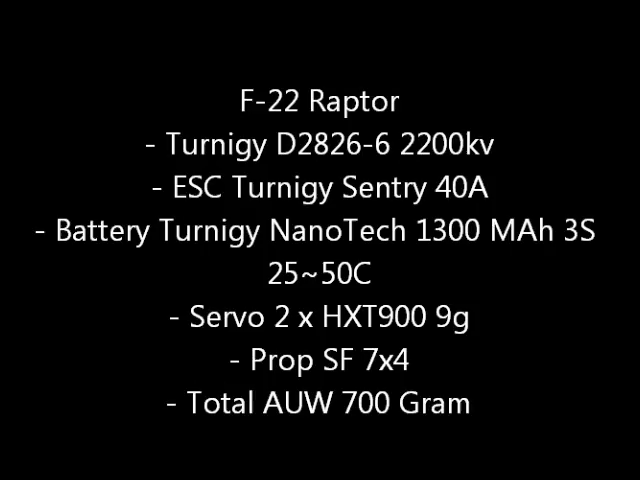 F-22 Raptor
- Turnigy D2826-6 2200kv
- ESC Turnigy Sentry 40A
- Battery Turnigy NanoTech 1300 MAh 3S
25~50C
- Servo 2 x HXT900 9g
- Prop SF 7x4
- Total AUW 700 Gram